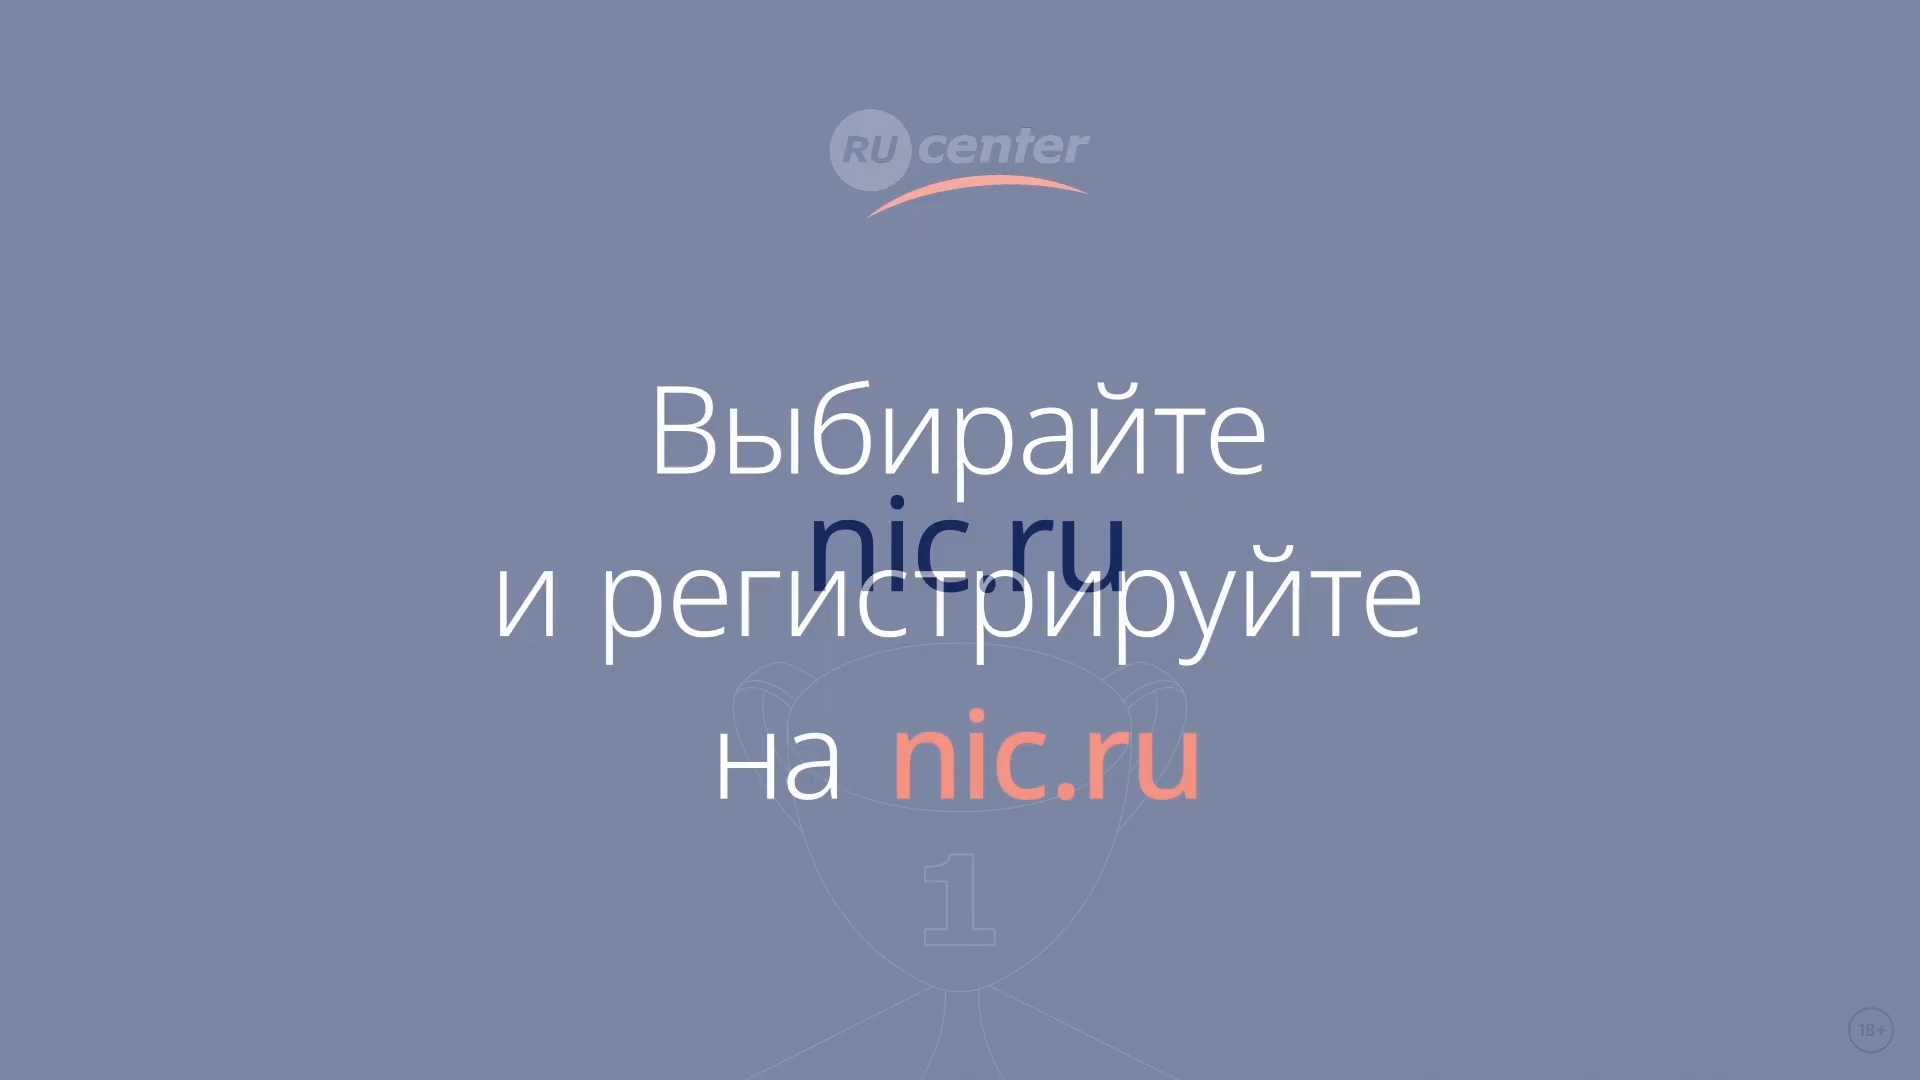 RU center
Выбирайте
nic.ru
и регистрируйте
на nic.ru
1
18+